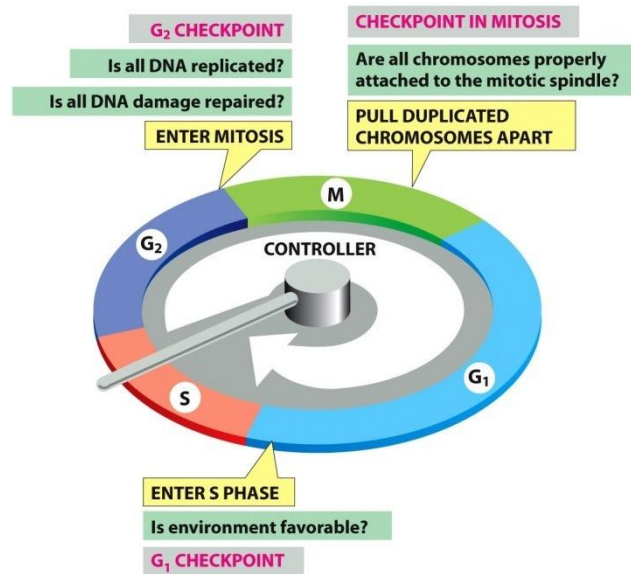 G₂ CHECKPOINT
Is all DNA replicated?
Is all DNA damage repaired?
ENTER MITOSIS
CHECKPOINT IN MITOSIS
Are all chromosomes properly
attached to the mitotic spindle?
PULL DUPLICATED
CHROMOSOMES APART
M
G₂
CONTROLLER
S
G₁
ENTER S PHASE
Is environment favorable?
G₁ CHECKPOINT